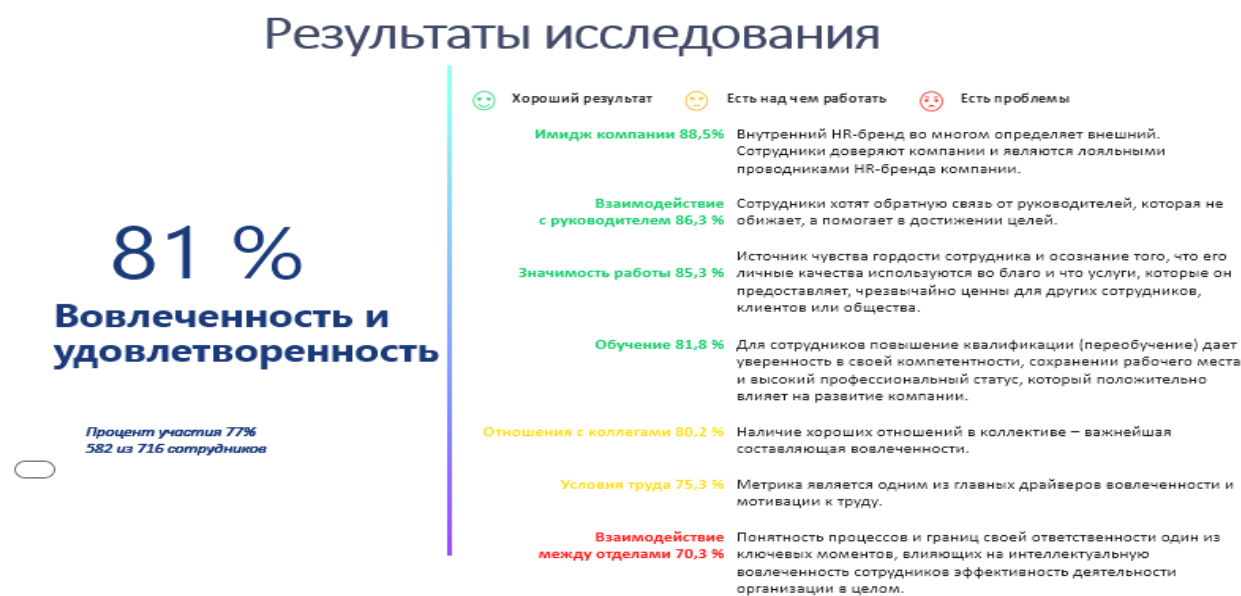 Результаты исследования
81 %
Вовлеченность и
удовлетворенность
Процент участия 77%
582 из 716 сотрудников
Хороший результат
Есть над чем работать
Есть проблемы
Имидж компании 88,5%
Внутренний HR-бренд во многом определяет внешний.
Сотрудники доверяют компании и являются лояльными
проводниками HR-бренда компании.
Взаимодействие
с руководителем 86,3 %
Сотрудники хотят обратную связь от руководителей, которая не
обижает, а помогает в достижении целей.
Значимость работы 85,3 %
Источник чувства гордости сотрудника и осознание того, что его
личные качества используются во благо и что услуги, которые он
предоставляет, чрезвычайно ценны для других сотрудников,
клиентов или общества.
Обучение 81,8 %
Для сотрудников повышение квалификации (переобучение) дает
уверенность в своей компетентности, сохранении рабочего места
и высокий профессиональный статус, который положительно
влияет на развитие компании.
Отношения с коллегами 80,2 %
Наличие хороших отношений в коллективе – важнейшая
составляющая вовлеченности.
Условия труда 75,3 %
Метрика является одним из главных драйверов вовлеченности и
мотивации к труду.
Взаимодействие
между отделами 70,3 %
Понятность процессов и границ своей ответственности один из
ключевых моментов, влияющих на интеллектуальную
вовлеченность сотрудников эффективность деятельности
организации в целом.